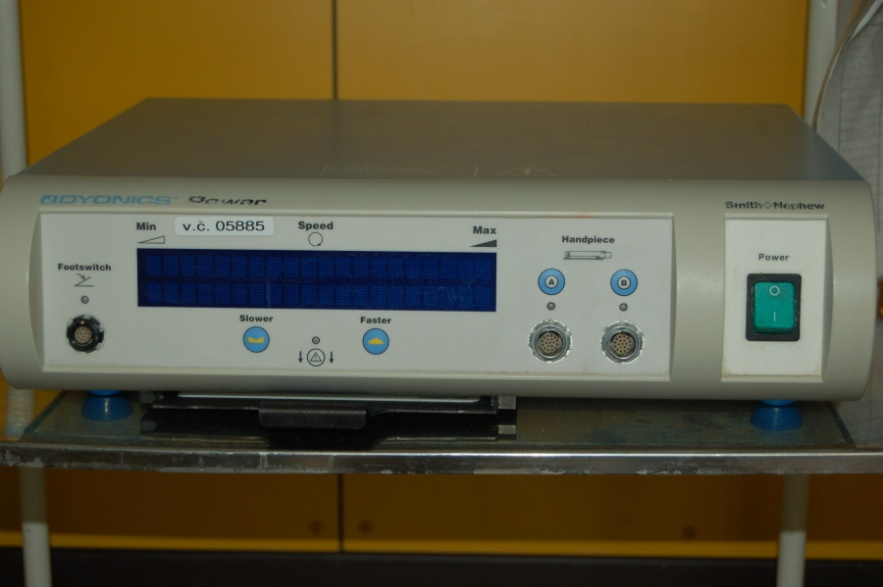 DYONICS Power
Smith+Nephew
Min
v.č. 05885
Speed
Max
Footswitch
Slower
Faster
Handpiece
A
B
Power
O
I